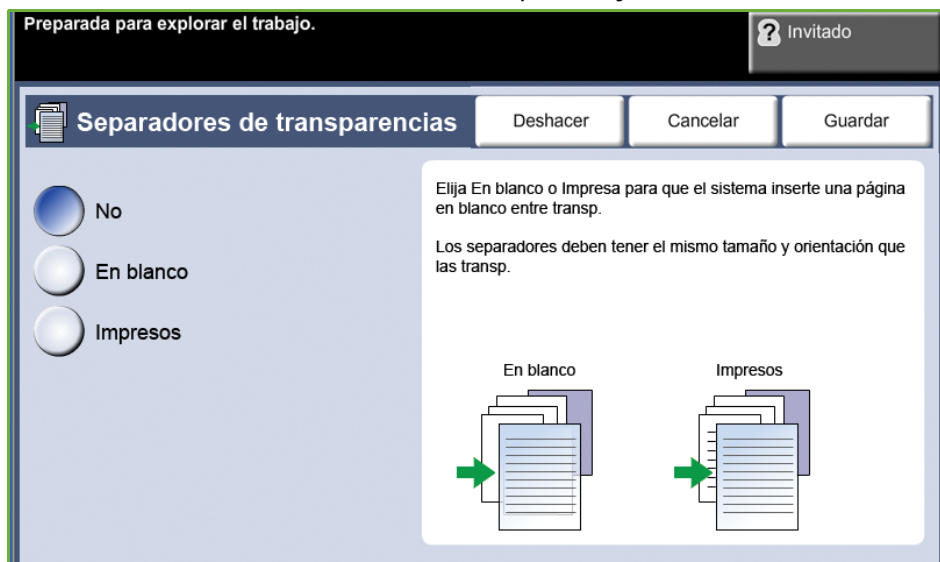 Preparada para explorar el trabajo.
Invitado
Separadores de transparencias
Deshacer
Cancelar
Guardar
No
En blanco
Impresos
Elija En blanco o Impresa para que el sistema inserte una página
en blanco entre transp.
Los separadores deben tener el mismo tamaño y orientación que
las transp.
En blanco
Impresos